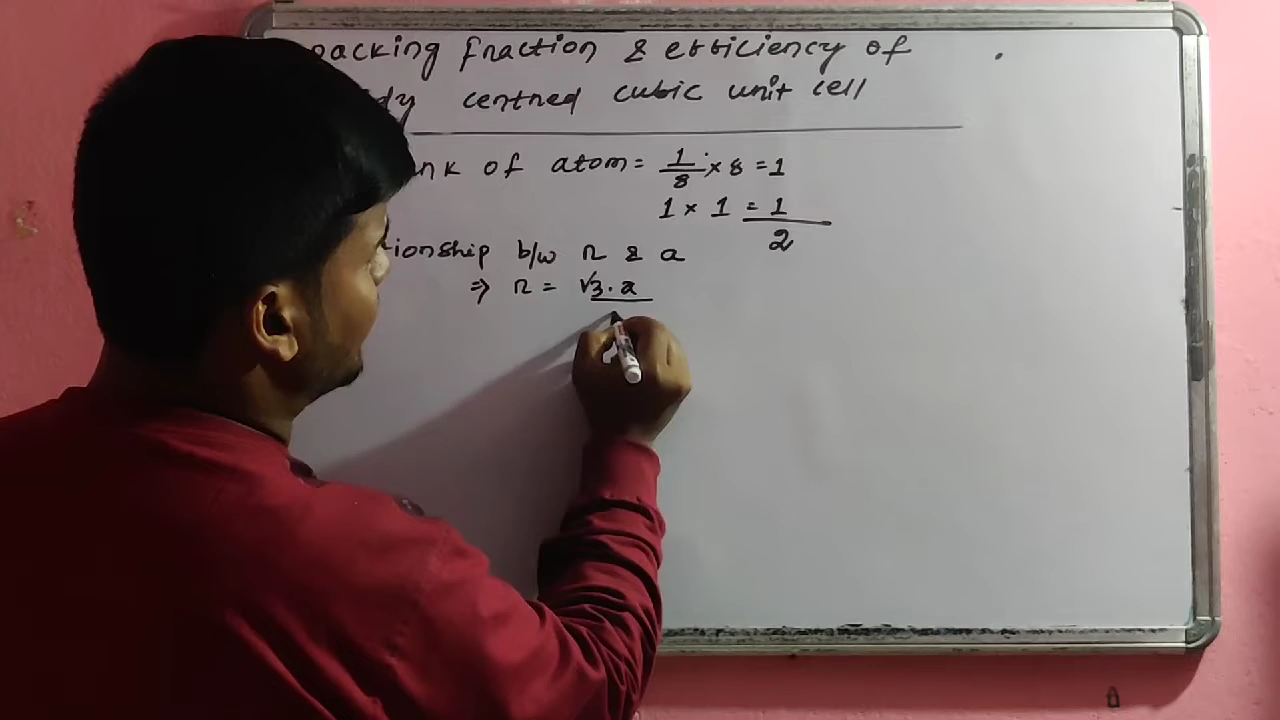 packing fraction & efficiency of
centred cubic unit cell
of atom = 1/8 × 8 = 1
1 × 1 = 1
2
b/w r & a
⇒ r = √3 . a